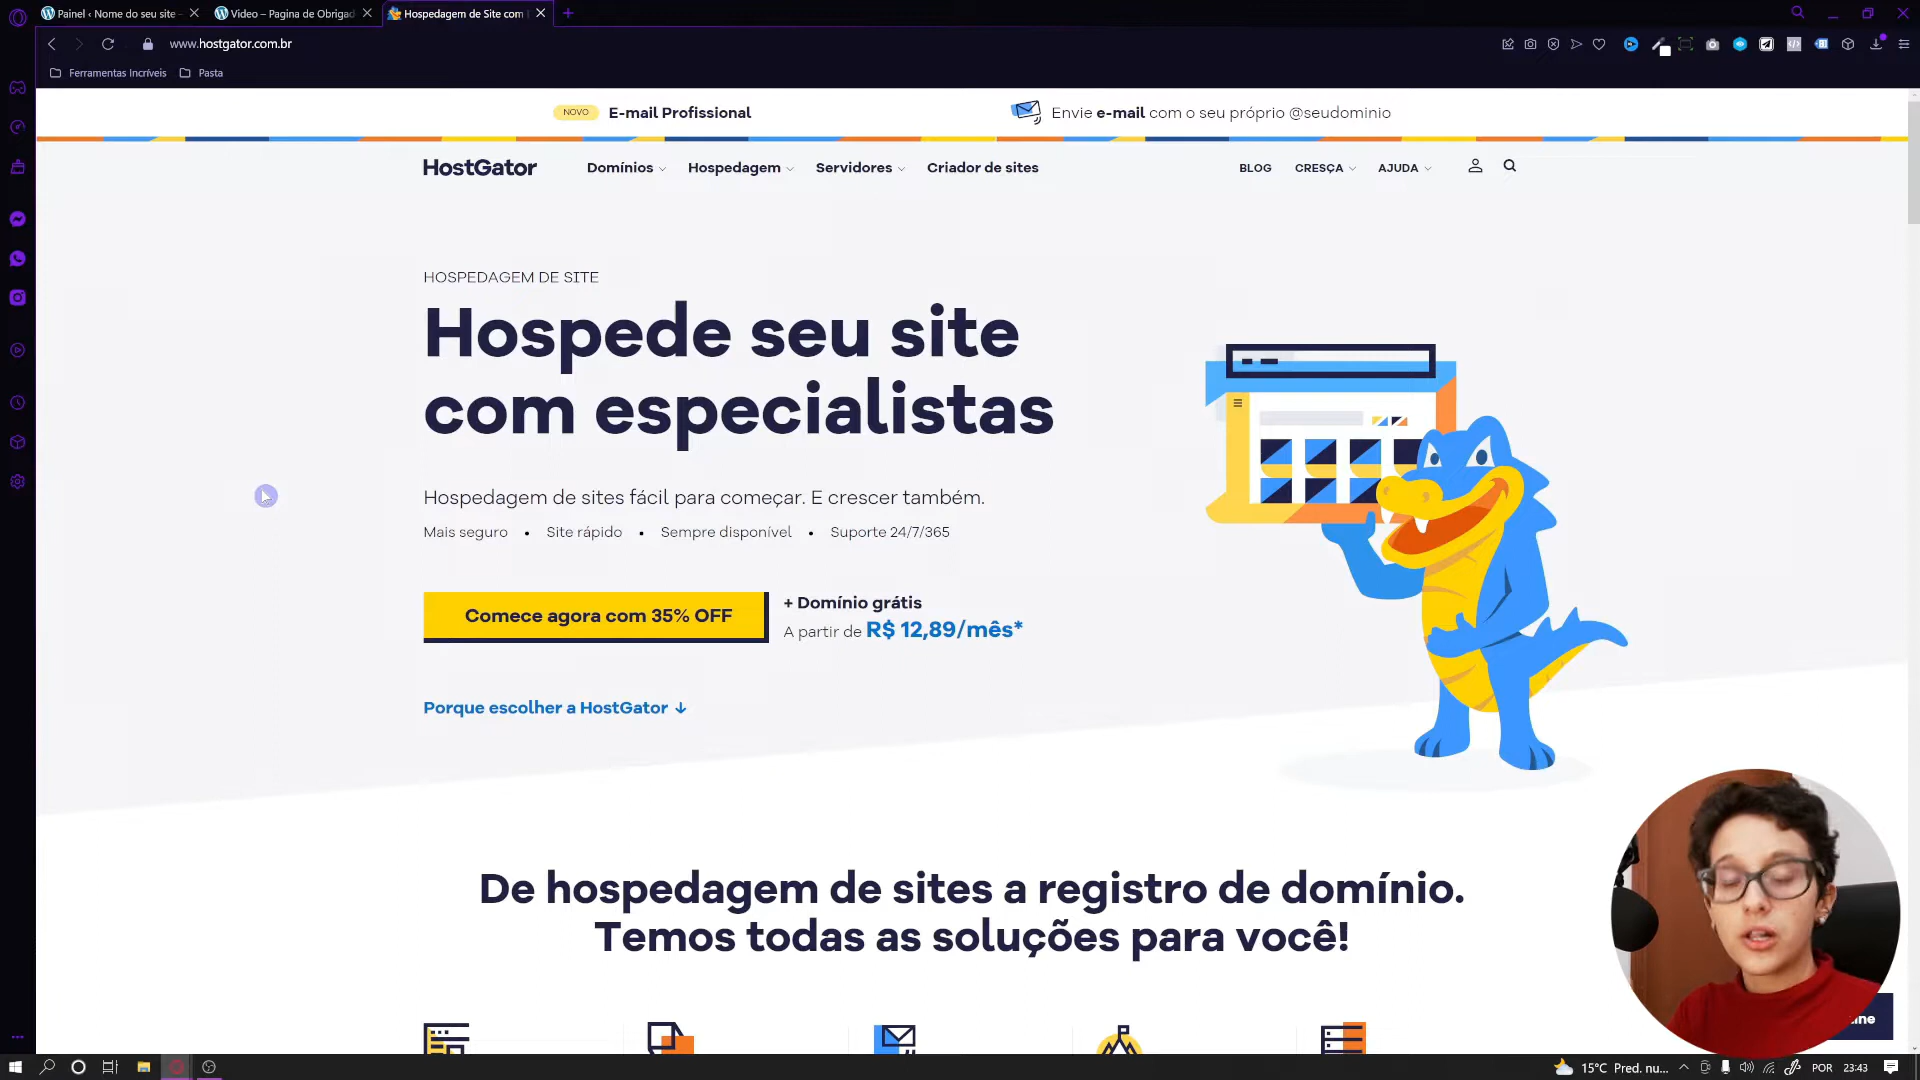 Painel ‹ Nome do seu site -
Video – Pagina de Obrigad
Hospedagem de Site com
www.hostgator.com.br
Ferramentas Incríveis
Pasta
NOVO E-mail Profissional
Envie e-mail com o seu próprio @seudominio
HostGator
Domínios
Hospedagem
Servidores
Criador de sites
BLOG
CRESÇA
AJUDA
HOSPEDAGEM DE SITE
Hospede seu site
com especialistas
Hospedagem de sites fácil para começar. E crescer também.
Mais seguro • Site rápido • Sempre disponível • Suporte 24/7/365
Comece agora com 35% OFF
+ Domínio grátis
A partir de R$ 12,89/mês*
Porque escolher a HostGator ↓
De hospedagem de sites a registro de domínio.
Temos todas as soluções para você!
15°C Pred. nu...
POR
23:43